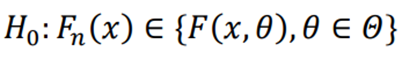 H₀: Fₙ(x) ∈ {F(x, θ), θ ∈ Θ}